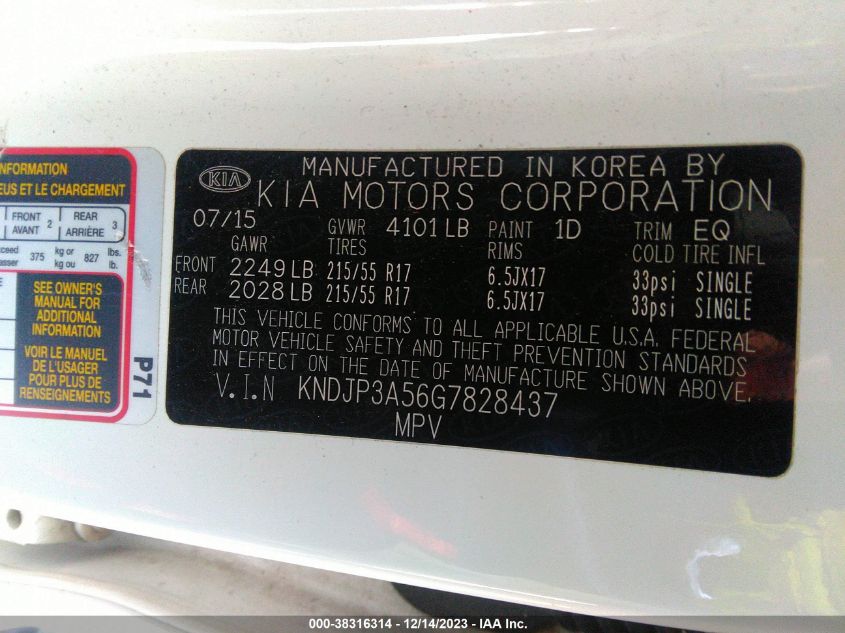 NFORMATION
EUS ET LE CHARGEMENT
FRONT 2 REAR 3
AVANT ARRIÈRE
xceed 375 kg or 827 lbs.
asser kg ou lb.
SEE OWNER'S
MANUAL FOR
ADDITIONAL
INFORMATION
VOIR LE MANUEL
DE L'USAGER
POUR PLUS DE
RENSEIGNEMENTS
P71
KIA
MANUFACTURED IN KOREA BY
KIA MOTORS CORPORATION
07/15 GVWR 4101 LB PAINT 1D TRIM EQ
GAWR TIRES RIMS COLD TIRE INFL
FRONT 2249 LB 215/55 R17 6.5JX17 33psi SINGLE
REAR 2028 LB 215/55 R17 6.5JX17 33psi SINGLE
THIS VEHICLE CONFORMS TO ALL APPLICABLE U.S.A. FEDERAL
MOTOR VEHICLE SAFETY AND THEFT PREVENTION STANDARDS
IN EFFECT ON THE DATE OF MANUFACTURE SHOWN ABOVE.
V.I.N KNDJP3A56G7828437
MPV
000-38316314 - 12/14/2023 - IAA Inc.